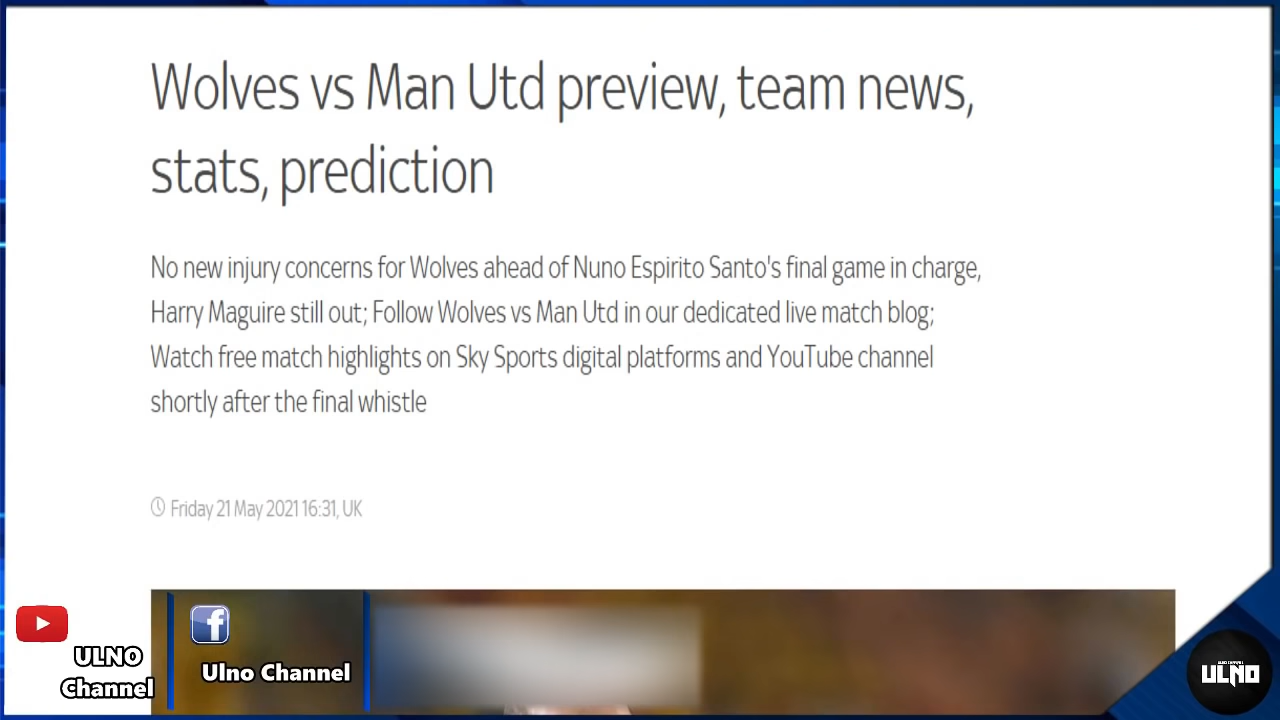 Wolves vs Man Utd preview, team news,
stats, prediction
No new injury concerns for Wolves ahead of Nuno Espirito Santo's final game in charge,
Harry Maguire still out; Follow Wolves vs Man Utd in our dedicated live match blog;
Watch free match highlights on Sky Sports digital platforms and YouTube channel
shortly after the final whistle
Friday 21 May 2021 16:31, UK
ULNO
Channel
f
Ulno Channel
ULNO